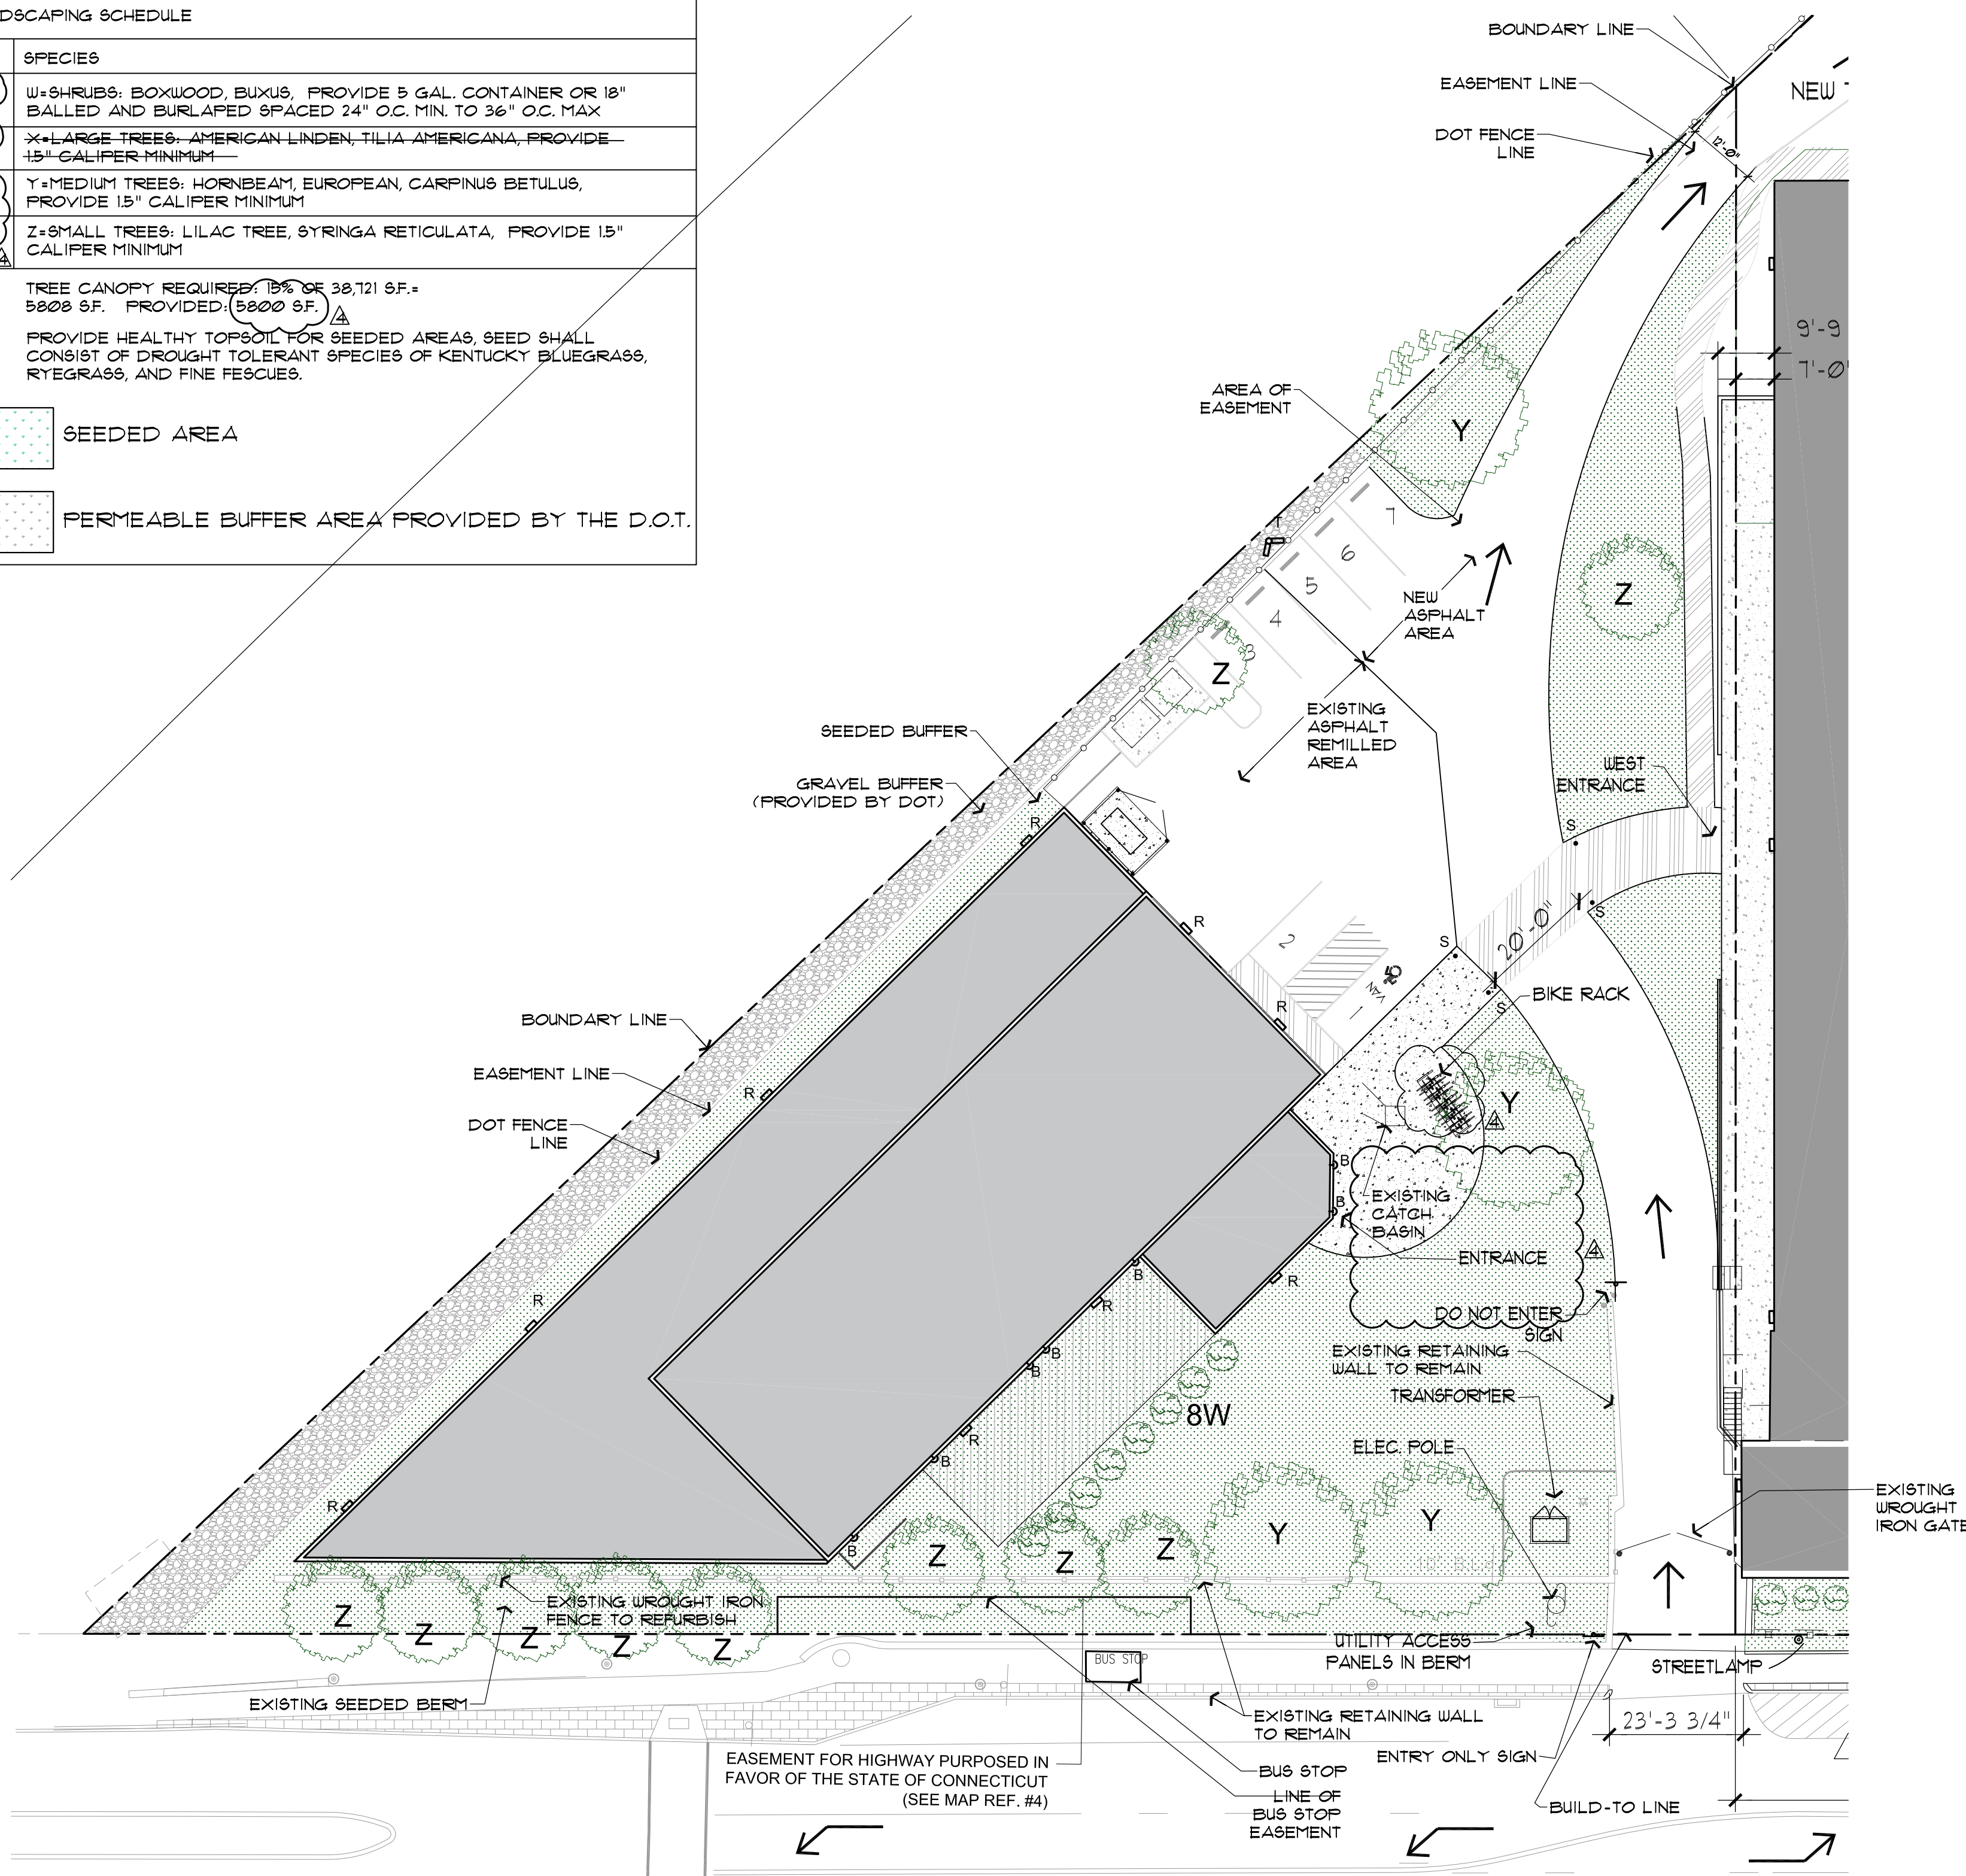 DSCAPING SCHEDULE
SPECIES
W=SHRUBS: BOXWOOD, BUXUS, PROVIDE 5 GAL. CONTAINER OR 18"
BALLED AND BURLAPED SPACED 24" O.C. MIN. TO 36" O.C. MAX
X=LARGE TREES: AMERICAN LINDEN, TILIA AMERICANA, PROVIDE
1.5" CALIPER MINIMUM
Y=MEDIUM TREES: HORNBEAM, EUROPEAN, CARPINUS BETULUS,
PROVIDE 1.5" CALIPER MINIMUM
Z=SMALL TREES: LILAC TREE, SYRINGA RETICULATA, PROVIDE 1.5"
CALIPER MINIMUM
4
TREE CANOPY REQUIRED: 15% OF 38,721 S.F.=
5808 S.F. PROVIDED: 5800 S.F.
4
PROVIDE HEALTHY TOPSOIL FOR SEEDED AREAS, SEED SHALL
CONSIST OF DROUGHT TOLERANT SPECIES OF KENTUCKY BLUEGRASS,
RYEGRASS, AND FINE FESCUES.
SEEDED AREA
PERMEABLE BUFFER AREA PROVIDED BY THE D.O.T.
BOUNDARY LINE
EASEMENT LINE
DOT FENCE
LINE
NEW
12'-0"
9'-9
7'-0"
AREA OF
EASEMENT
Y
T
7
6
5
4
3
Z
Z
NEW
ASPHALT
AREA
EXISTING
ASPHALT
REMILLED
AREA
SEEDED BUFFER
GRAVEL BUFFER
(PROVIDED BY DOT)
WEST
ENTRANCE
R
S
S
20'-0"
R
2
S
VAN
1
BIKE RACK
S
R
BOUNDARY LINE
EASEMENT LINE
DOT FENCE
LINE
R
Y
4
B
B
EXISTING
CATCH
BASIN
ENTRANCE
4
B
R
R
R
DO NOT ENTER
SIGN
EXISTING RETAINING
WALL TO REMAIN
TRANSFORMER
B
B
8W
R
B
ELEC. POLE
EXISTING
WROUGHT
IRON GATE
R
B
Z
Z
Z
Y
Y
EXISTING WROUGHT IRON
FENCE TO REFURBISH
Z
Z
Z
Z
Z
UTILITY ACCESS
PANELS IN BERM
BUS STOP
STREETLAMP
EXISTING SEEDED BERM
EXISTING RETAINING WALL
TO REMAIN
23'-3 3/4"
EASEMENT FOR HIGHWAY PURPOSED IN
FAVOR OF THE STATE OF CONNECTICUT
(SEE MAP REF. #4)
ENTRY ONLY SIGN
BUS STOP
LINE OF
BUS STOP
EASEMENT
BUILD-TO LINE